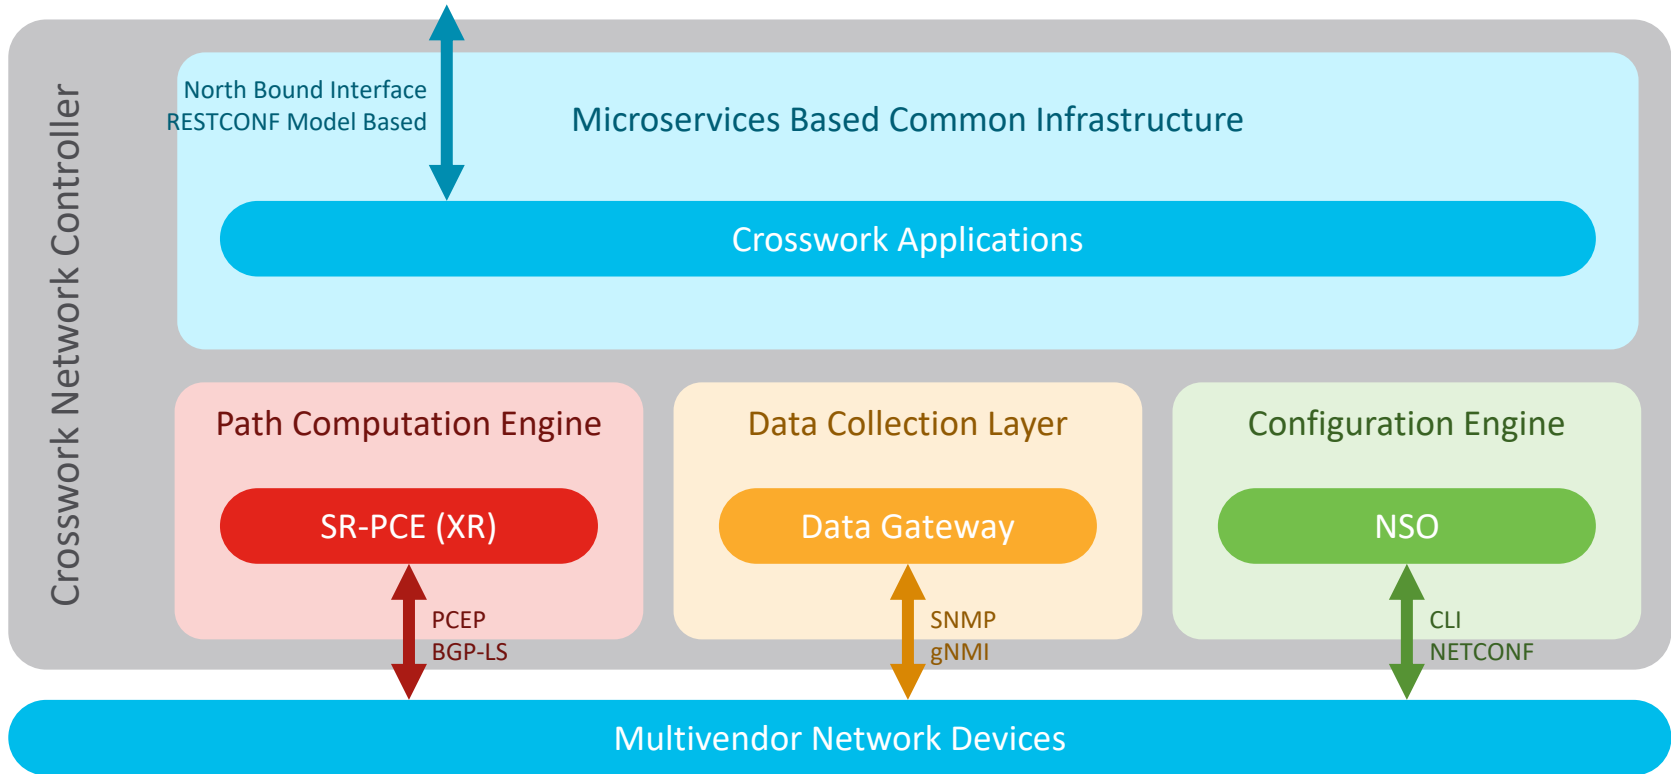 Crosswork Network Controller
North Bound Interface
RESTCONF Model Based
Microservices Based Common Infrastructure
Crosswork Applications
Path Computation Engine
SR-PCE (XR)
PCEP
BGP-LS
Data Collection Layer
Data Gateway
SNMP
gNMI
Configuration Engine
NSO
CLI
NETCONF
Multivendor Network Devices